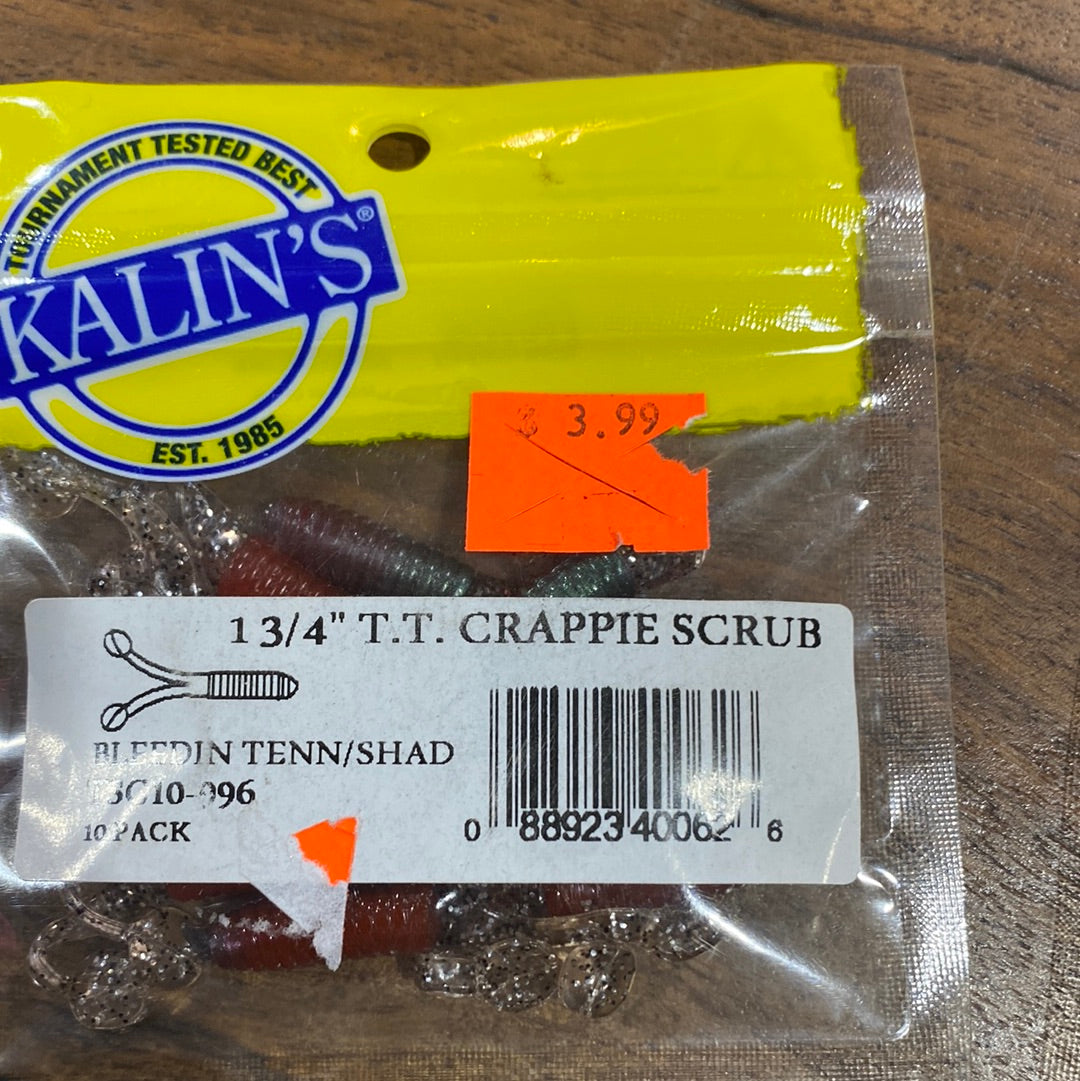 TOURNAMENT TESTED BEST
KALIN'S®
EST. 1985
$ 3.99
1 3/4" T.T. CRAPPIE SCRUB
BLEEDIN TENN/SHAD
10 PACK
0 88923 40062 6